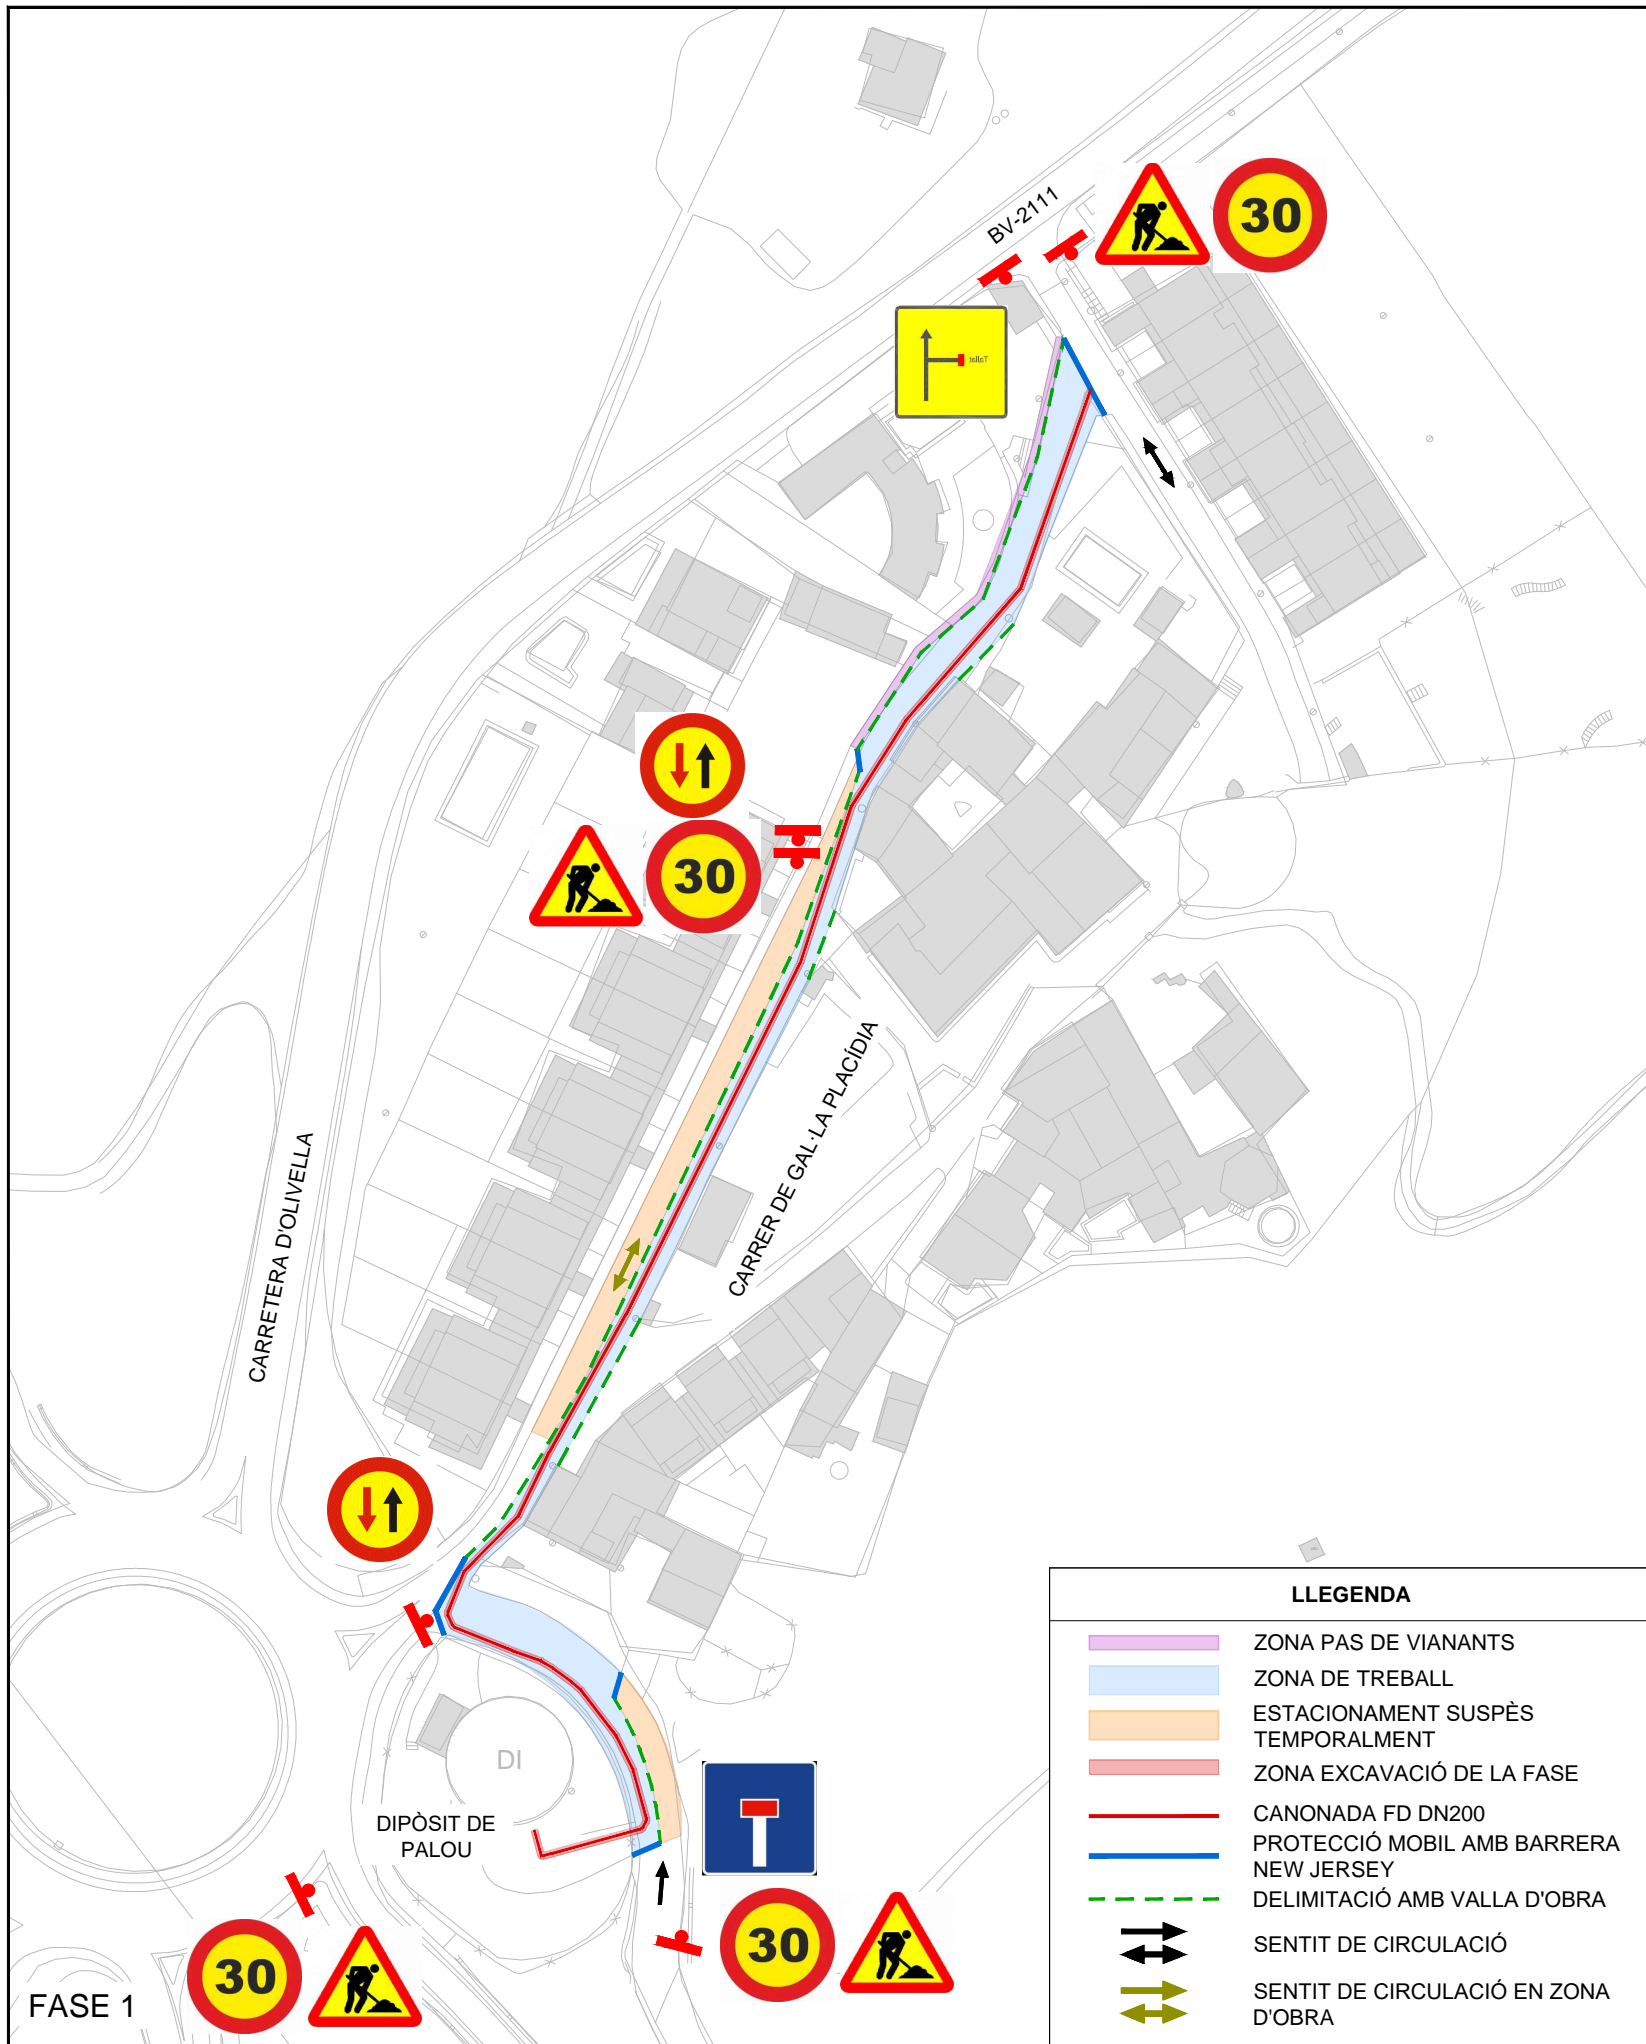 BV-2111
30
Tallat
30
CARRER DE GAL·LA PLACÍDIA
CARRETERA D'OLIVELLA
DI
DIPÒSIT DE
PALOU
30
30
FASE 1
LLEGENDA
ZONA PAS DE VIANANTS
ZONA DE TREBALL
ESTACIONAMENT SUSPÈS
TEMPORALMENT
ZONA EXCAVACIÓ DE LA FASE
CANONADA FD DN200
PROTECCIÓ MOBIL AMB BARRERA
NEW JERSEY
DELIMITACIÓ AMB VALLA D'OBRA
SENTIT DE CIRCULACIÓ
SENTIT DE CIRCULACIÓ EN ZONA
D'OBRA